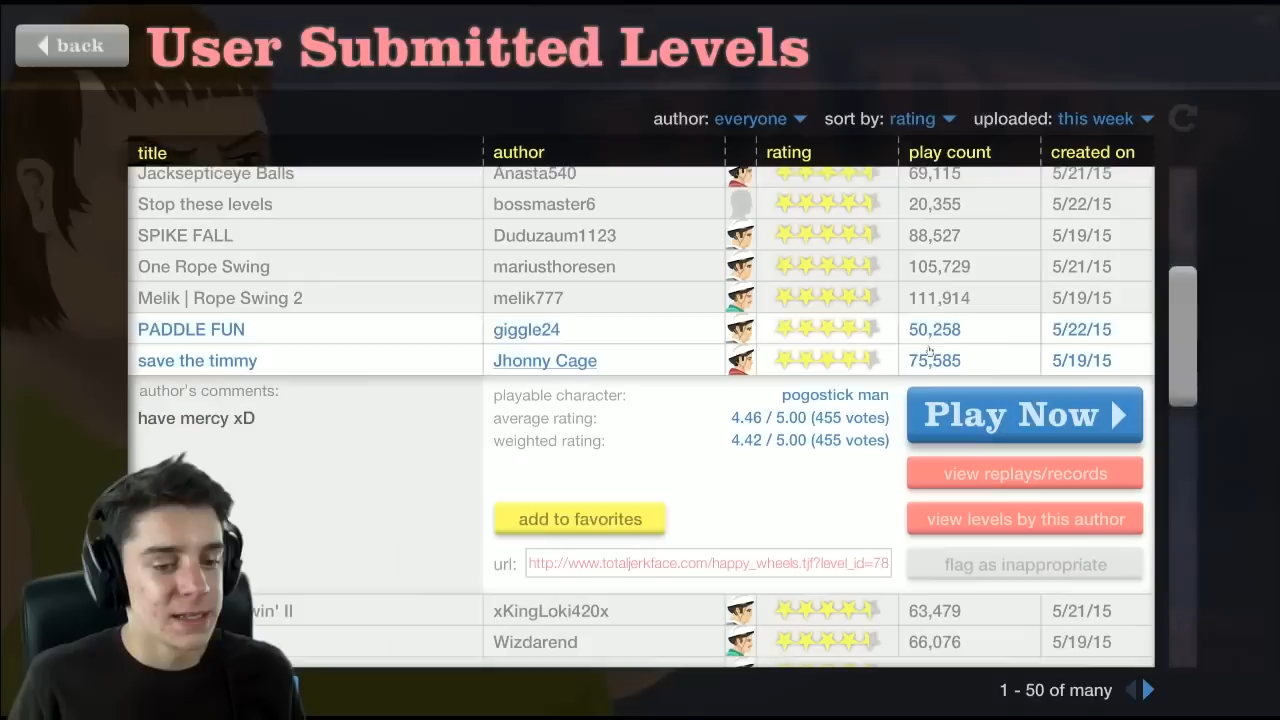 back
User Submitted Levels
author: everyone sort by: rating uploaded: this week
title author rating play count created on
Jacksepticeye Balls Anasta540 69,115 5/21/15
Stop these levels bossmaster6 20,355 5/22/15
SPIKE FALL Duduzaum1123 88,527 5/19/15
One Rope Swing mariusthoresen 105,729 5/21/15
Melik | Rope Swing 2 melik777 111,914 5/19/15
PADDLE FUN giggle24 50,258 5/22/15
save the timmy Jhonny Cage 75,585 5/19/15
author's comments:
have mercy xD
playable character: pogostick man
average rating: 4.46 / 5.00 (455 votes)
weighted rating: 4.42 / 5.00 (455 votes)
Play Now
view replays/records
add to favorites
view levels by this author
url: http://www.totaljerkface.com/happy_wheels.tjf?level_id=78
flag as inappropriate
win' II xKingLoki420x 63,479 5/21/15
Wizdarend 66,076 5/19/15
1 - 50 of many